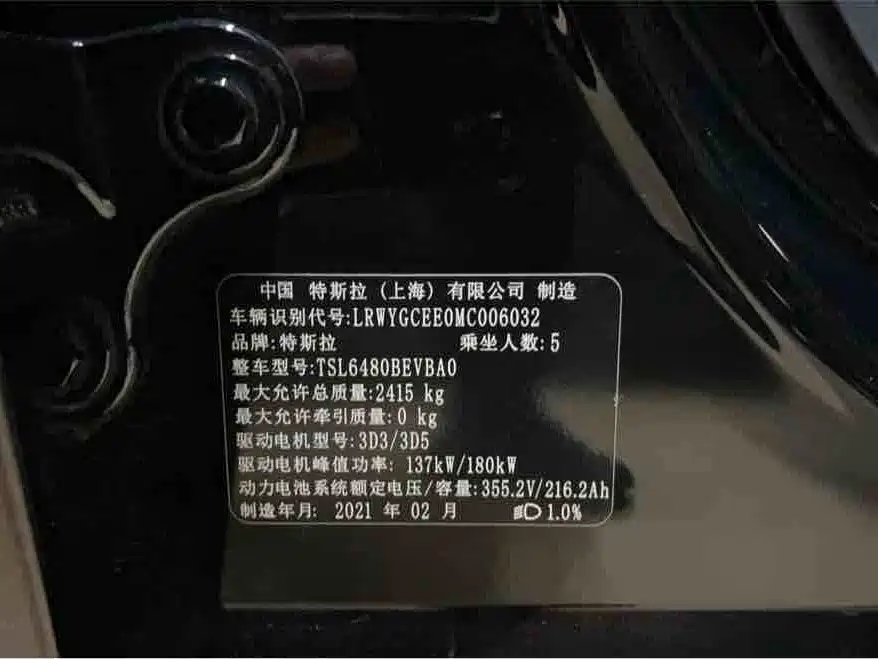 中国 特斯拉 (上海) 有限公司 制造
车辆识别代号:LRWYGCEE0MC006032
品牌:特斯拉 乘坐人数:5
整车型号:TSL6480BEVBA0
最大允许总质量:2415 kg
最大允许牵引质量:0 kg
驱动电机型号:3D3/3D5
驱动电机峰值功率: 137kW/180kW
动力电池系统额定电压/容量:355.2V/216.2Ah
制造年月: 2021 年 02 月 1.0%